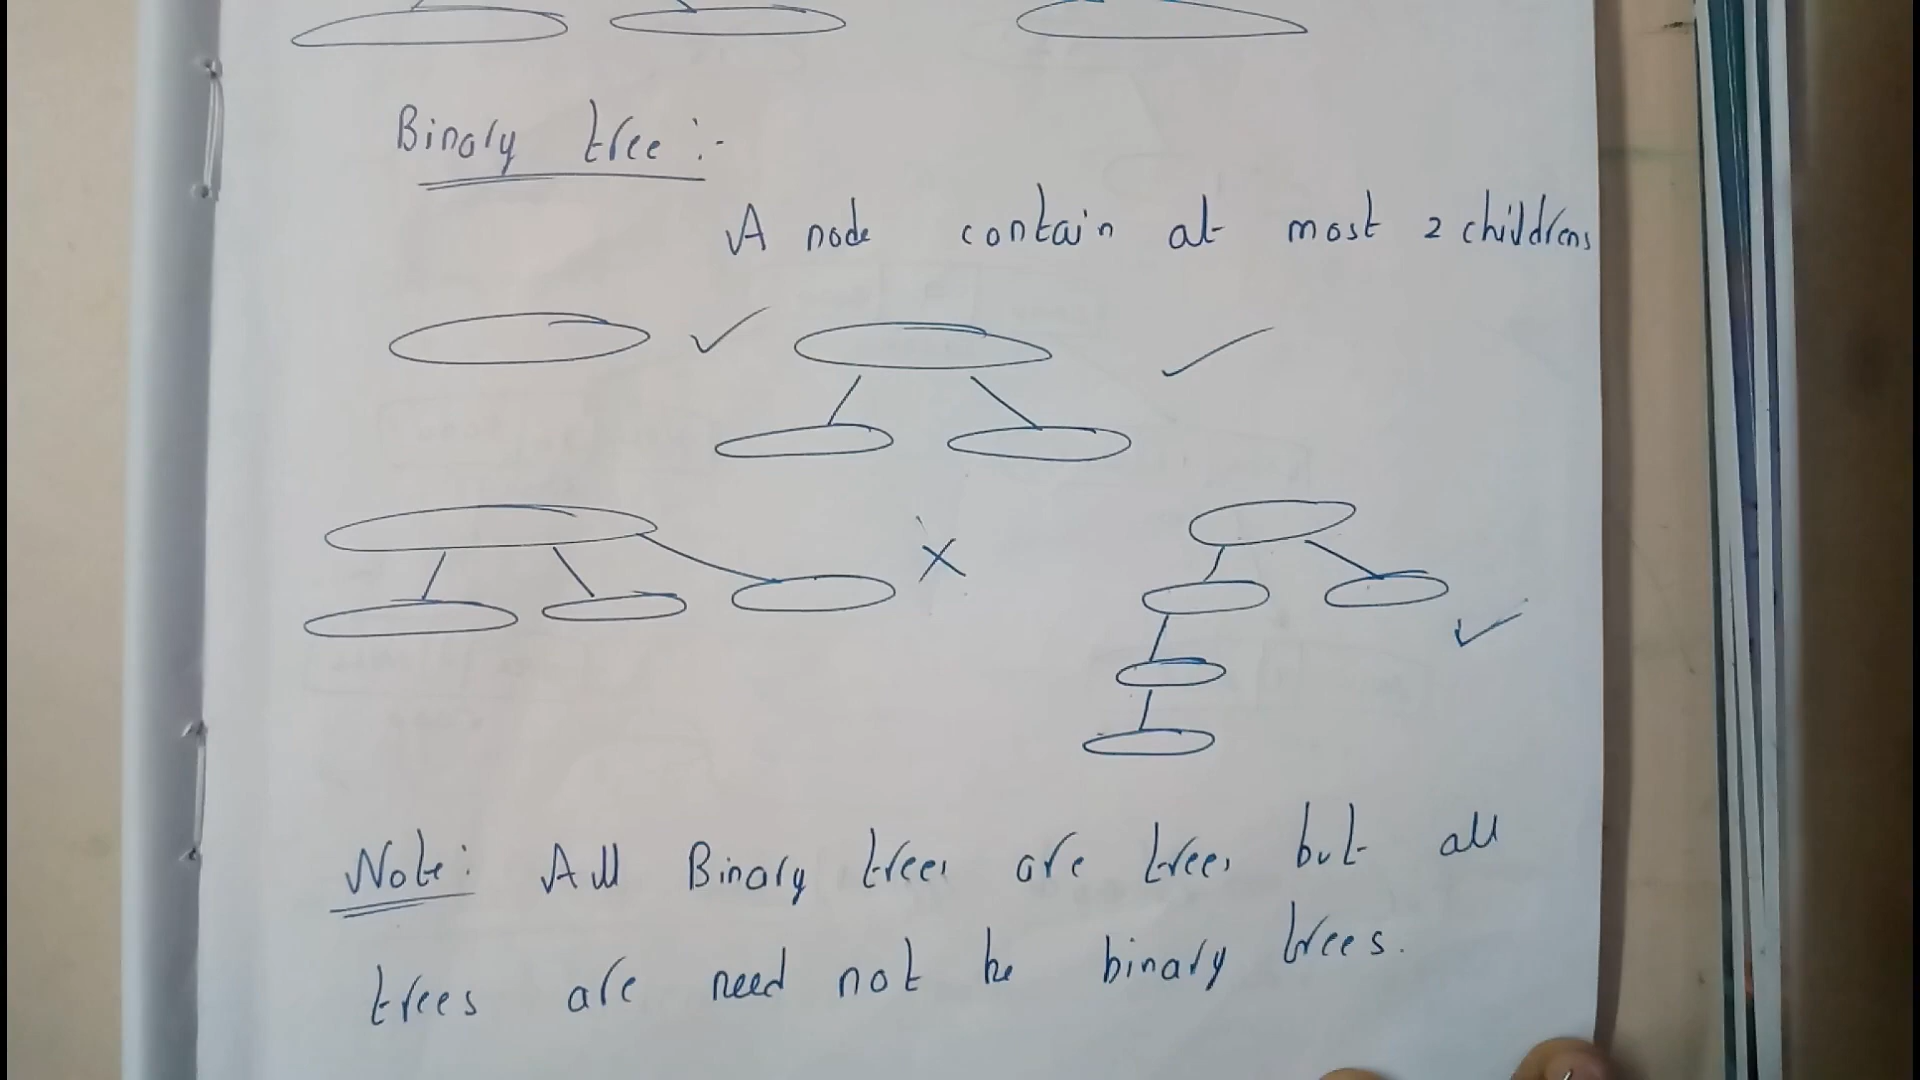 Binary tree :-
A node contain at most 2 childrens
Note: All Binary trees are trees but all
trees are need not be binary trees.